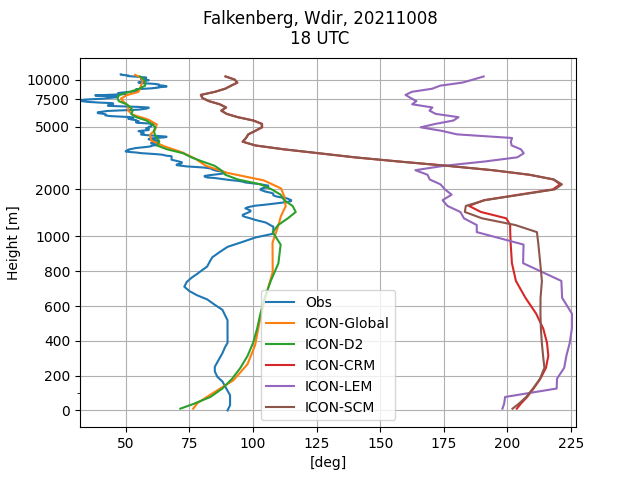 Falkenberg, Wdir, 20211008
18 UTC
Height [m]
10000
7500
5000
2000
1000
800
600
400
200
0
Obs
ICON-Global
ICON-D2
ICON-CRM
ICON-LEM
ICON-SCM
50 75 100 125 150 175 200 225
[deg]